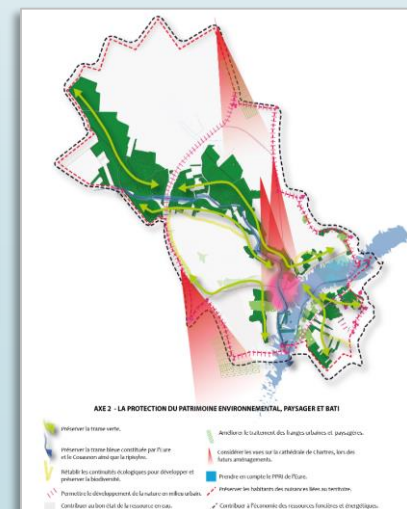 AXE 2 - LA PROTECTION DU PATRIMOINE ENVIRONNEMENTAL, PAYSAGER ET BATI
Préserver la trame verte.
Préserver la trame bleue constituée par l'Eure
et le Couasnon ainsi que la ripisylve.
Rétablir les continuités écologiques pour développer et
préserver la biodiversité.
Permettre le développement de la nature en milieu urbain.
Contribuer au bon état de la ressource en eau.
Améliorer le traitement des franges urbaines et paysagères.
Considérer les vues sur la cathédrale de Chartres, lors des
futurs aménagements.
Prendre en compte le PPRI de l'Eure.
Préserver les habitants des nuisances liées au territoire.
Contribuer à l'économie des ressources foncières et énergétiques.